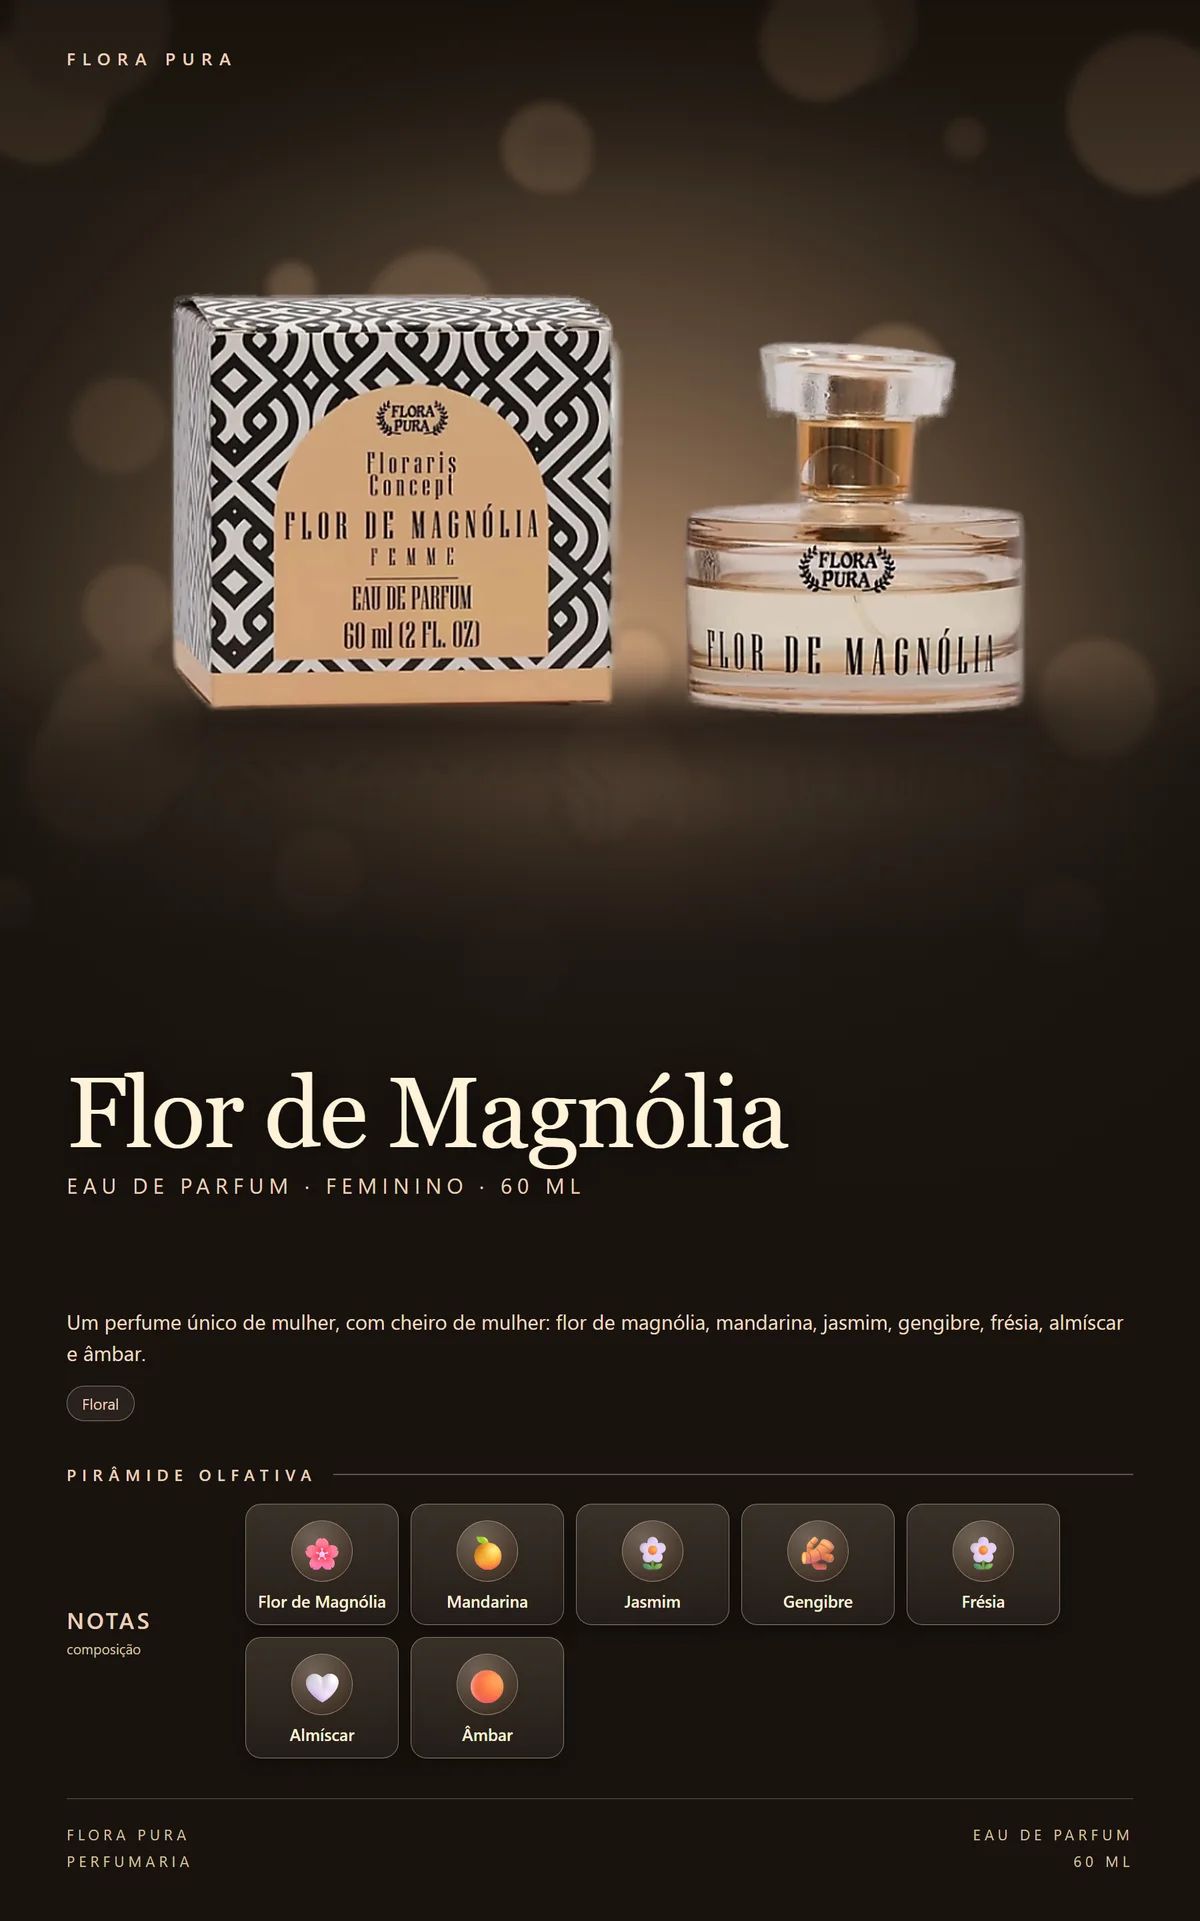 FLORA PURA
FLORA
PURA
Floraris
Concept
FLOR DE MAGNÓLIA
FEMME
EAU DE PARFUM
60 ml (2 FL. OZ)
FLORA
PURA
FLOR DE MAGNÓLIA
Flor de Magnólia
EAU DE PARFUM · FEMININO · 60 ML
Um perfume único de mulher, com cheiro de mulher: flor de magnólia, mandarina, jasmim, gengibre, frésia, almíscar
e âmbar.
Floral
PIRÂMIDE OLFATIVA
NOTAS
composição
Flor de Magnólia
Mandarina
Jasmim
Gengibre
Frésia
Almíscar
Âmbar
FLORA PURA
PERFUMARIA
EAU DE PARFUM
60 ML